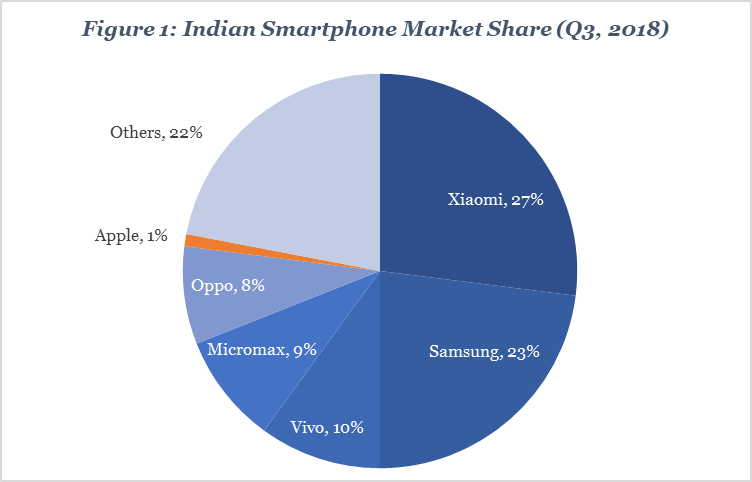 Figure 1: Indian Smartphone Market Share (Q3, 2018)
Others, 22%
Xiaomi, 27%
Apple, 1%
Oppo, 8%
Micromax, 9%
Samsung, 23%
Vivo, 10%